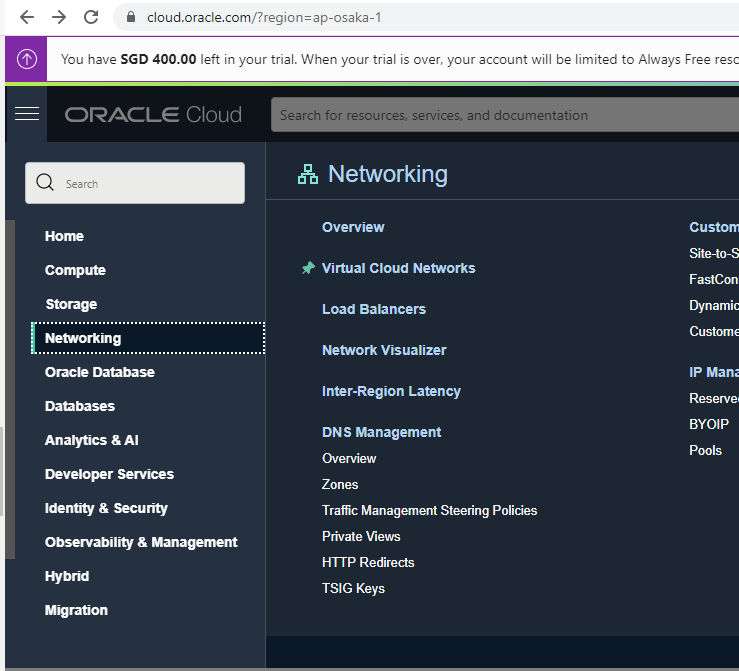 cloud.oracle.com/?region=ap-osaka-1
You have SGD 400.00 left in your trial. When your trial is over, your account will be limited to Always Free
ORACLE Cloud
Search for resources, services, and documentation
Search
Home
Compute
Storage
Networking
Oracle Database
Databases
Analytics & AI
Developer Services
Identity & Security
Observability & Management
Hybrid
Migration
Networking
Overview
Virtual Cloud Networks
Load Balancers
Network Visualizer
Inter-Region Latency
DNS Management
Overview
Zones
Traffic Management Steering Policies
Private Views
HTTP Redirects
TSIG Keys
Custom
Site-to-S
FastCon
Dynamic
Custome
IP Mana
Reserve
BYOIP
Pools